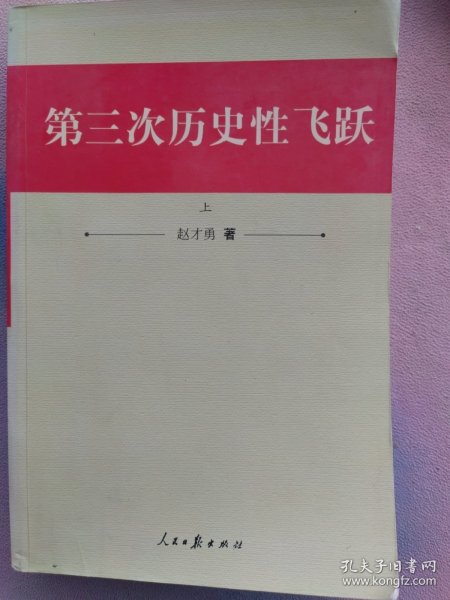 第三次历史性飞跃
上
赵才勇 著
人民日报出版社
孔夫子旧书网
www.kongfz.com